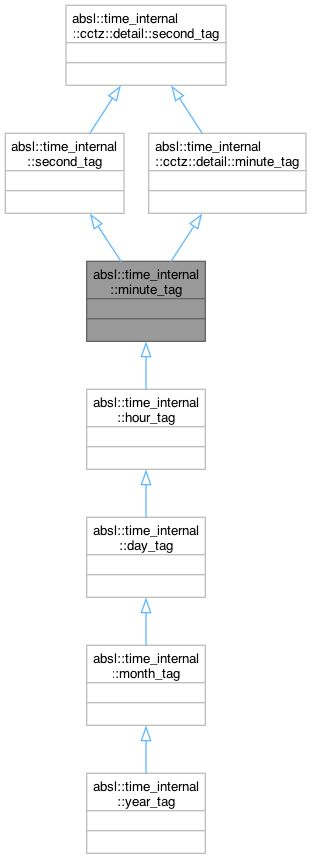 absl::time_internal
::cctz::detail::second_tag
absl::time_internal
::second_tag
absl::time_internal
::cctz::detail::minute_tag
absl::time_internal
::minute_tag
absl::time_internal
::hour_tag
absl::time_internal
::day_tag
absl::time_internal
::month_tag
absl::time_internal
::year_tag